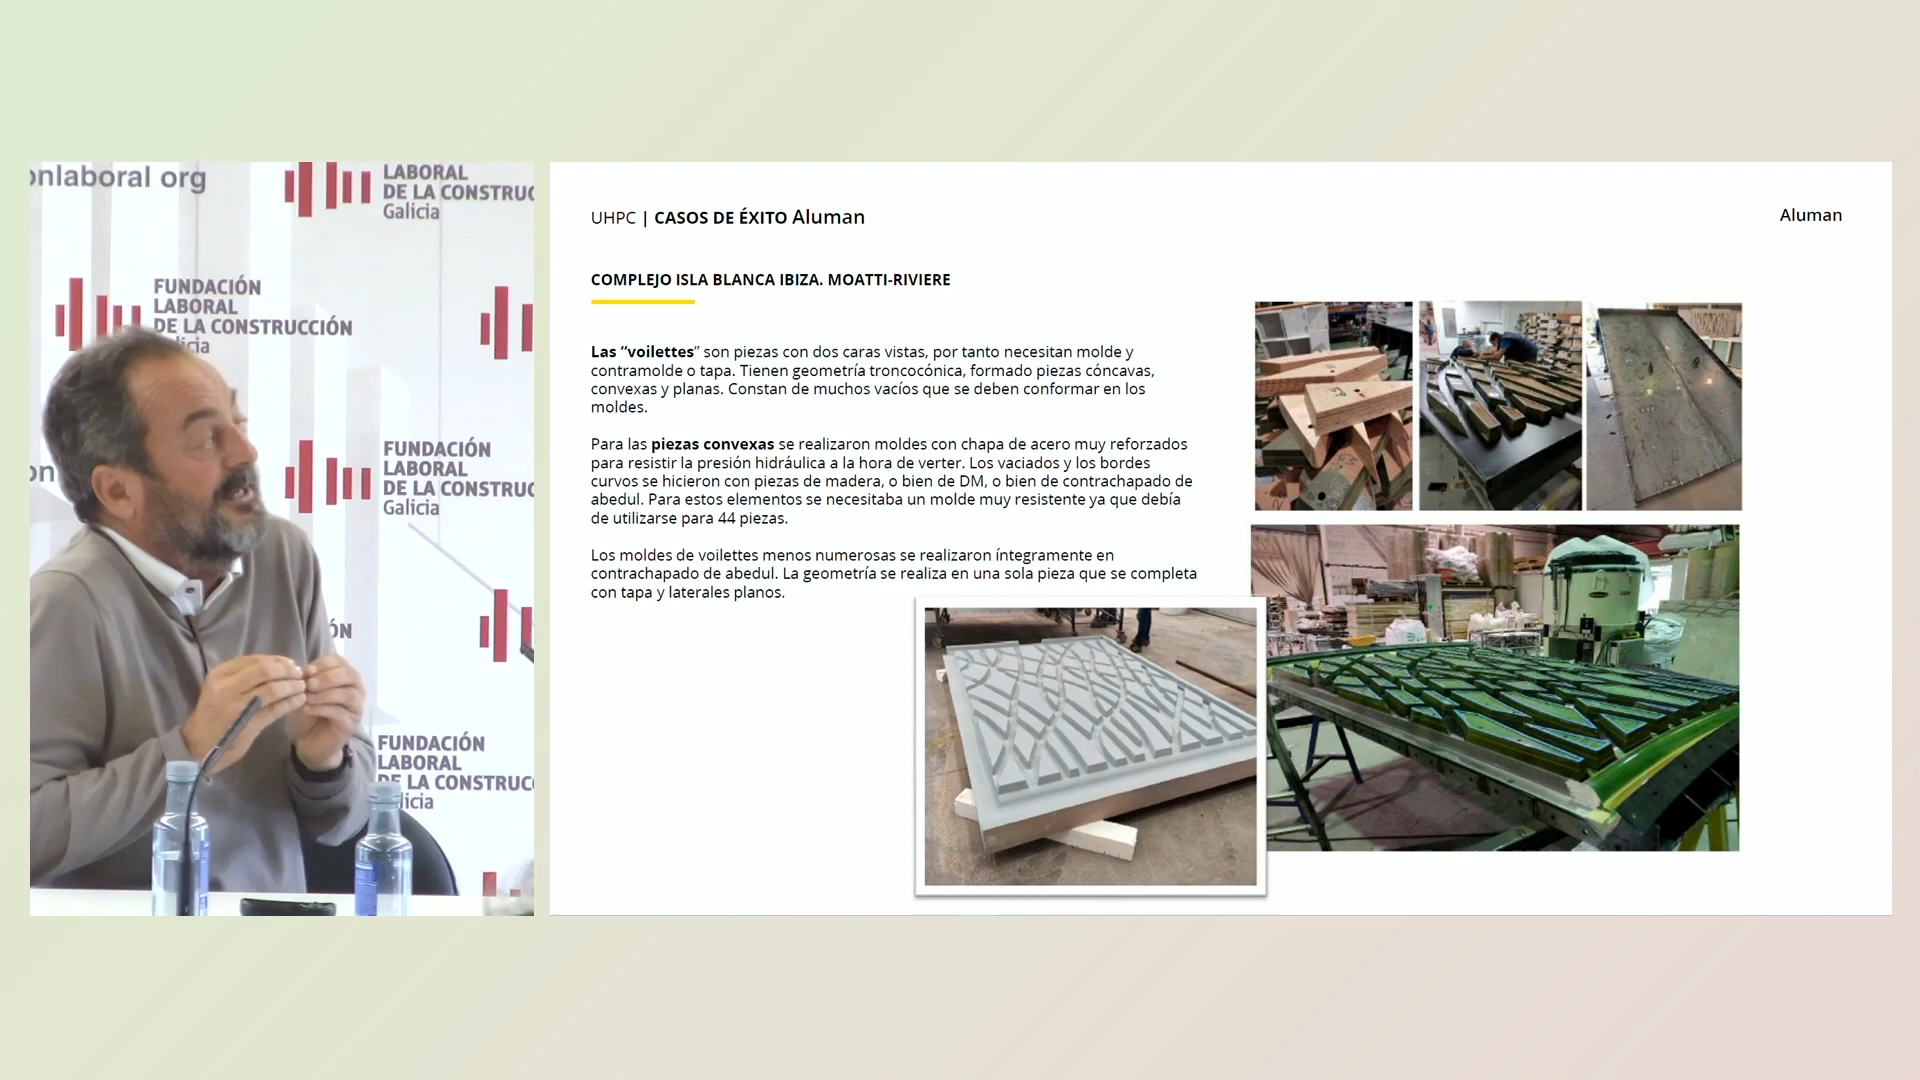 onlaboral org
LABORAL
DE LA CONSTRUC
Galicia
FUNDACIÓN
LABORAL
DE LA CONSTRUCCIÓN
FUNDACIÓN
LABORAL
DE LA CONSTRUC
Galicia
FUNDACIÓN
LABORAL
DE LA CONSTRUCC
UHPC | CASOS DE ÉXITO Aluman
Aluman
COMPLEJO ISLA BLANCA IBIZA. MOATTI-RIVIERE
Las “voilettes” son piezas con dos caras vistas, por tanto necesitan molde y
contramolde o tapa. Tienen geometría troncocónica, formado piezas cóncavas,
convexas y planas. Constan de muchos vacíos que se deben conformar en los
moldes.
Para las piezas convexas se realizaron moldes con chapa de acero muy reforzados
para resistir la presión hidráulica a la hora de verter. Los vaciados y los bordes
curvos se hicieron con piezas de madera, o bien de DM, o bien de contrachapado de
abedul. Para estos elementos se necesitaba un molde muy resistente ya que debía
de utilizarse para 44 piezas.
Los moldes de voilettes menos numerosas se realizaron íntegramente en
contrachapado de abedul. La geometría se realiza en una sola pieza que se completa
con tapa y laterales planos.